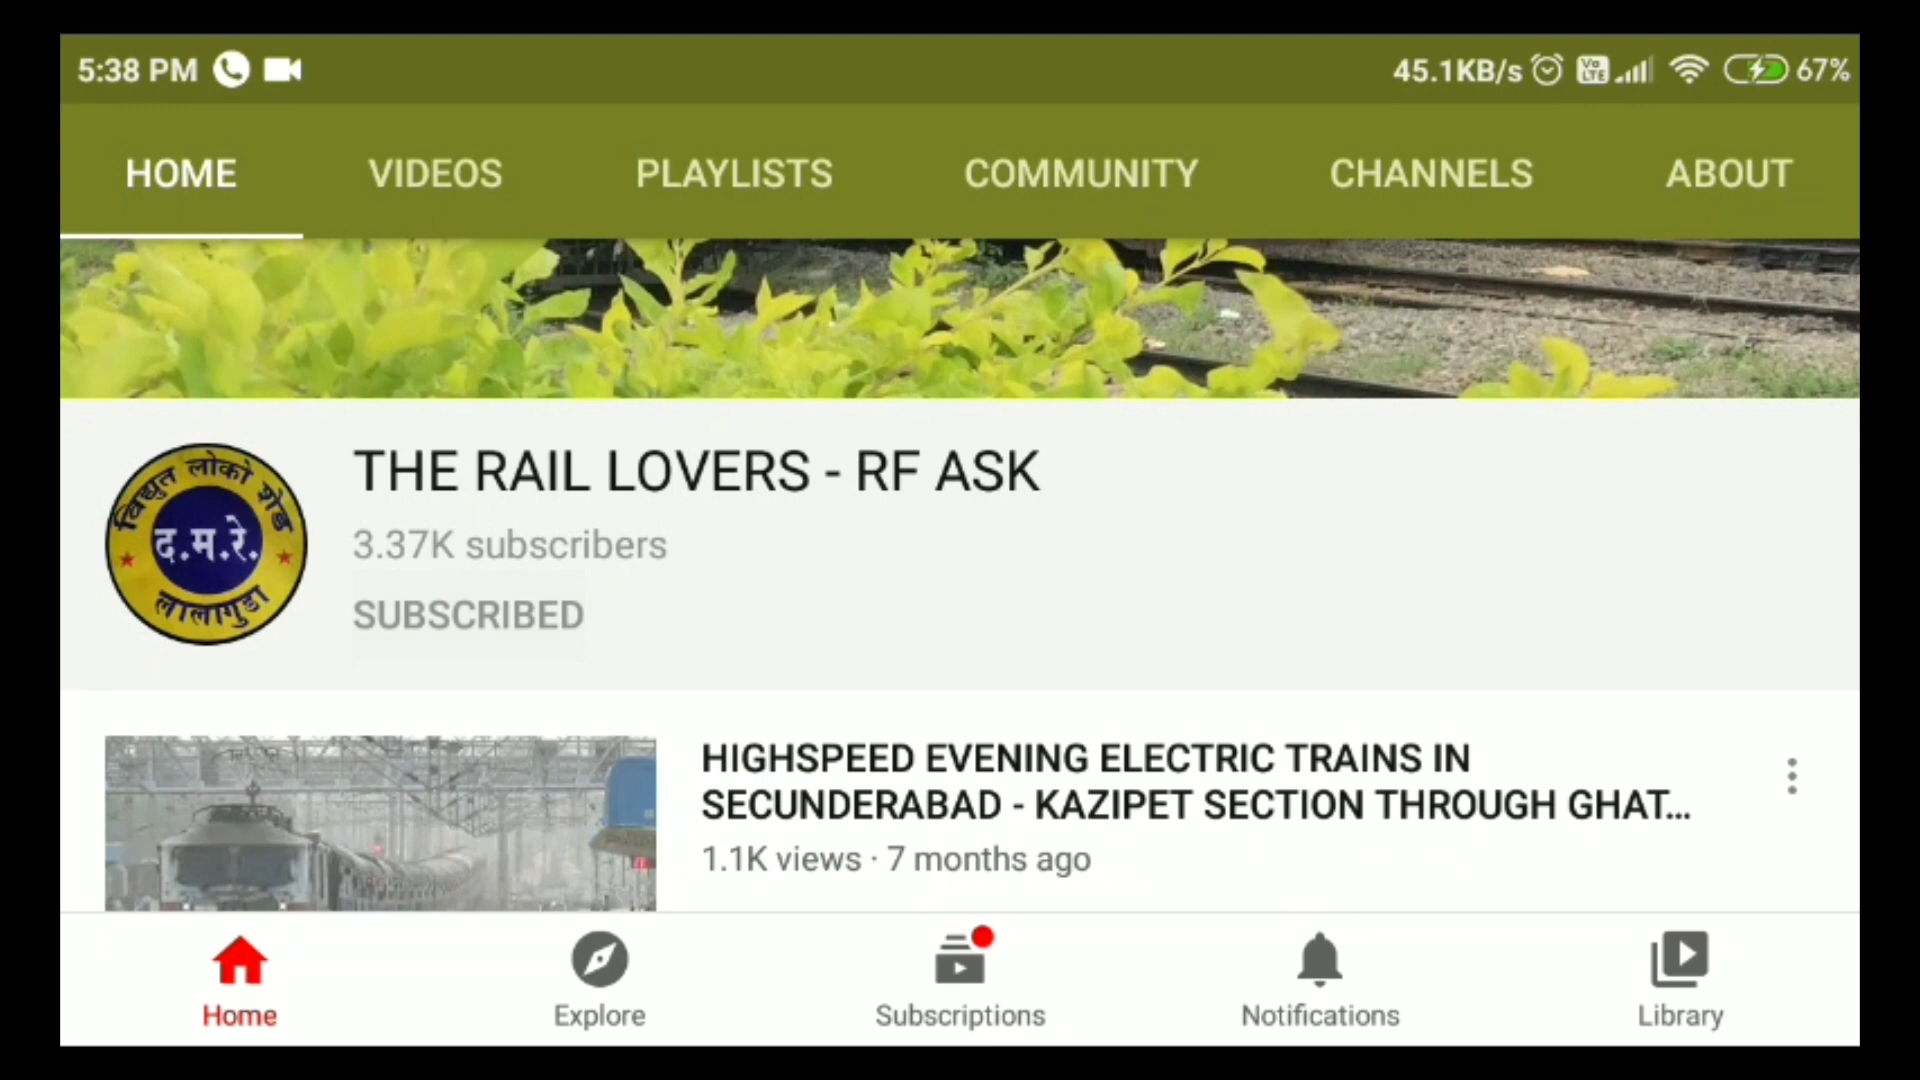 5:38 PM 45.1KB/s Vo LTE 67%
HOME VIDEOS PLAYLISTS COMMUNITY CHANNELS ABOUT
विद्युत लोको शेड
द.म.रे.
लालागुडा
THE RAIL LOVERS - RF ASK
3.37K subscribers
SUBSCRIBED
HIGHSPEED EVENING ELECTRIC TRAINS IN
SECUNDERABAD - KAZIPET SECTION THROUGH GHAT...
1.1K views · 7 months ago
Home Explore Subscriptions Notifications Library